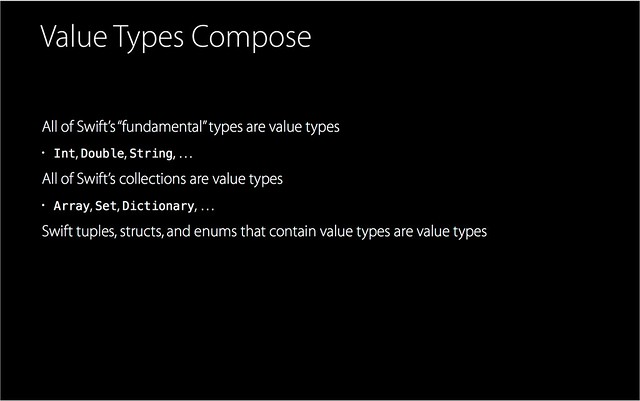 Value Types Compose
All of Swift's “fundamental” types are value types
• Int, Double, String, …
All of Swift's collections are value types
• Array, Set, Dictionary, …
Swift tuples, structs, and enums that contain value types are value types